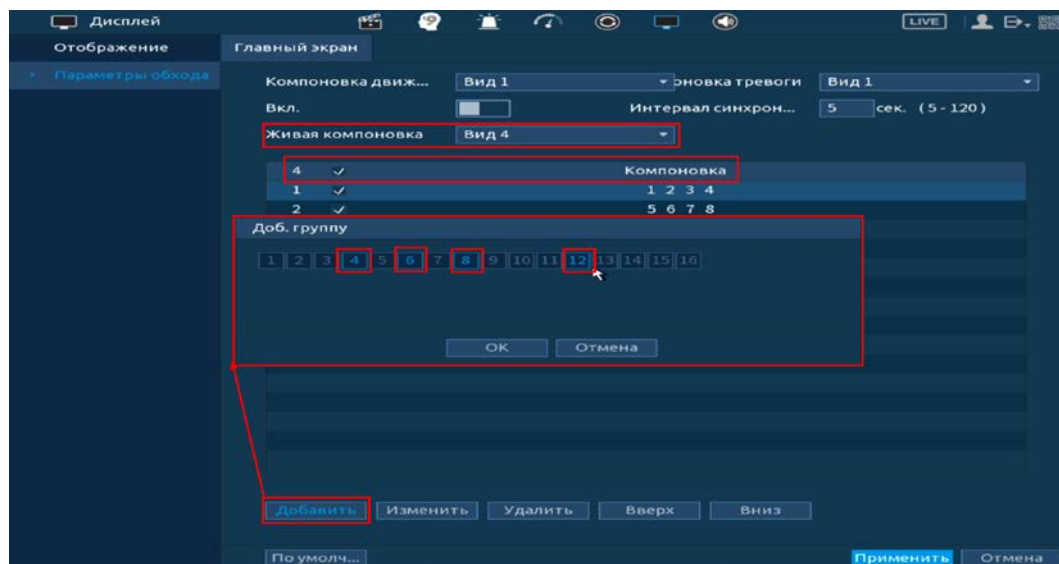 Дисплей LIVE
Отображение Главный экран
Параметры обхода
Компоновка движ... Вид 1 оновка тревоги Вид 1
Вкл. Интервал синхрон... 5 сек. (5-120)
Живая компоновка Вид 4
4 Компоновка
1 1 2 3 4
2 5 6 7 8
Доб. группу
1 2 3 4 5 6 7 8 9 10 11 12 13 14 15 16
OK Отмена
Добавить Изменить Удалить Вверх Вниз
По умолч... Применить Отмена